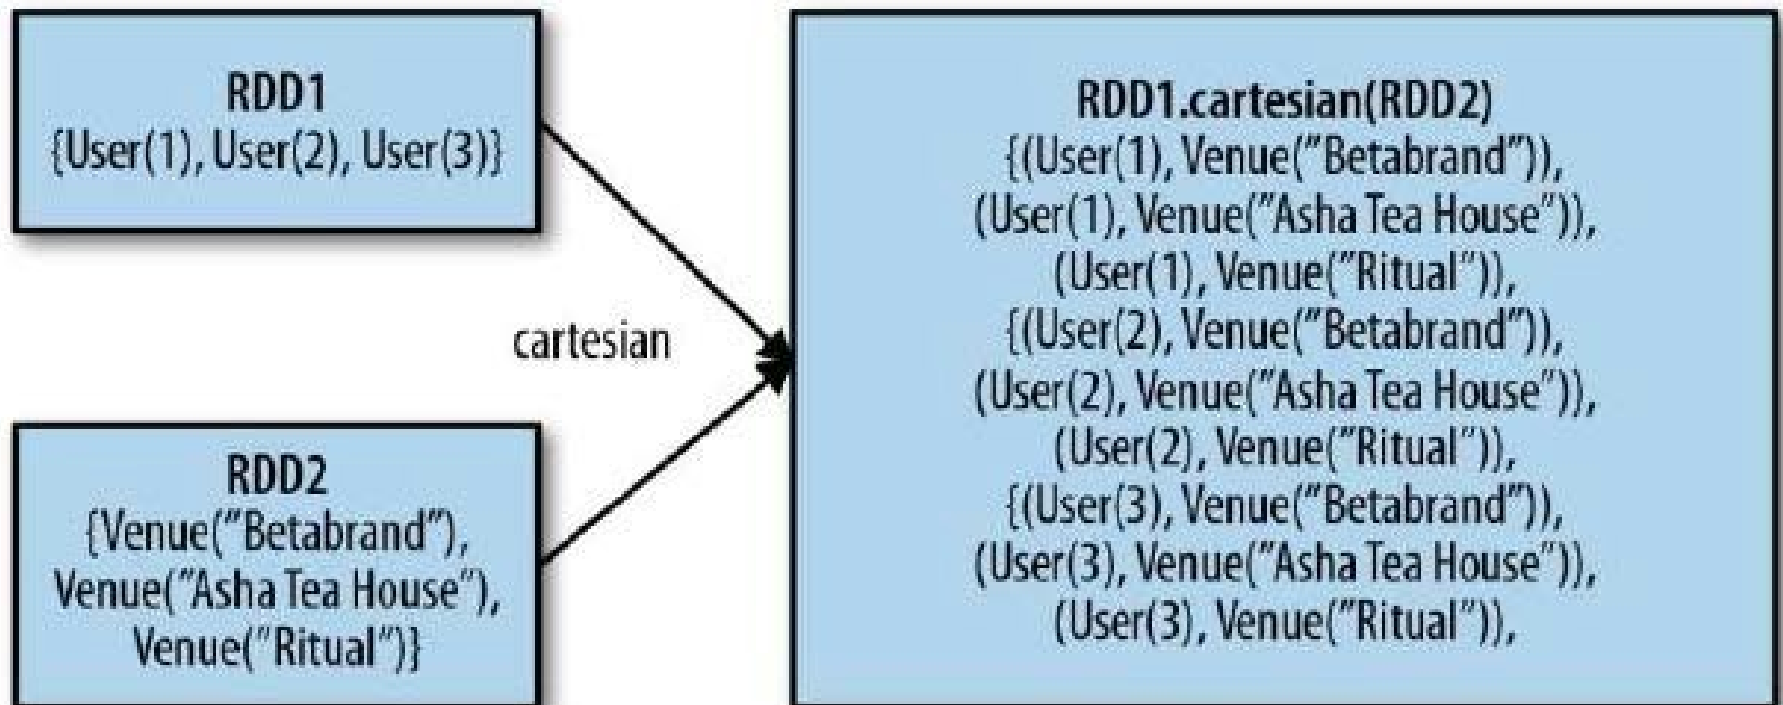 RDD1
{User(1), User(2), User(3)}
cartesian
RDD2
{Venue("Betabrand"),
Venue("Asha Tea House"),
Venue("Ritual")}
RDD1.cartesian(RDD2)
{(User(1), Venue("Betabrand")),
(User(1), Venue("Asha Tea House")),
(User(1), Venue("Ritual")),
{(User(2), Venue("Betabrand")),
(User(2), Venue("Asha Tea House")),
(User(2), Venue("Ritual")),
{(User(3), Venue("Betabrand")),
(User(3), Venue("Asha Tea House")),
(User(3), Venue("Ritual")),